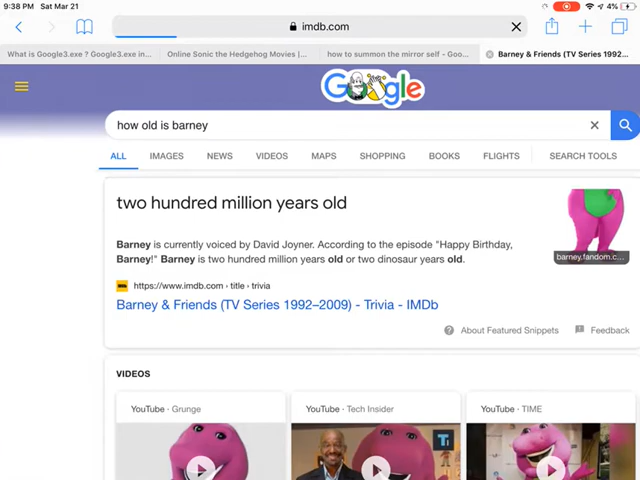 9:38 PM Sat Mar 21
4%
imdb.com
What is Google3.exe ? Google3.exe in...
Online Sonic the Hedgehog Movies |...
how to summon the mirror self - Goo...
Barney & Friends (TV Series 1992...
Google
how old is barney
ALL IMAGES NEWS VIDEOS MAPS SHOPPING BOOKS FLIGHTS SEARCH TOOLS
two hundred million years old
Barney is currently voiced by David Joyner. According to the episode "Happy Birthday,
Barney!" Barney is two hundred million years old or two dinosaur years old.
barney.fandom.c...
https://www.imdb.com › title › trivia
Barney & Friends (TV Series 1992–2009) - Trivia - IMDb
About Featured Snippets
Feedback
VIDEOS
YouTube · Grunge
YouTube · Tech Insider
YouTube · TIME